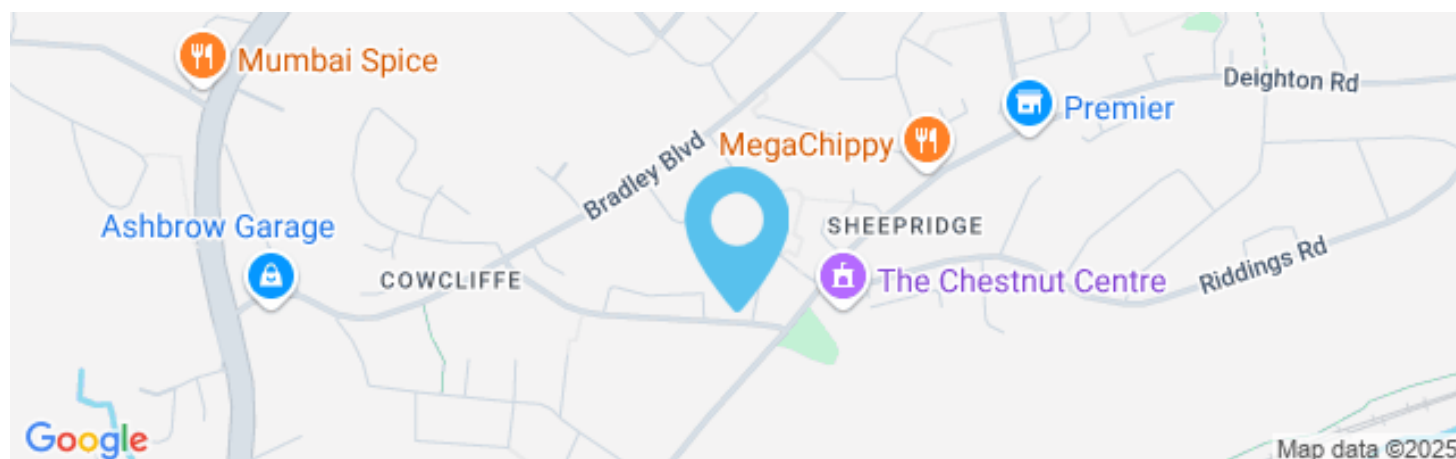 Mumbai Spice
Deighton Rd
Premier
MegaChippy
Bradley Blvd
Ashbrow Garage
SHEEPRIDGE
Riddings Rd
COWCLIFFE
The Chestnut Centre
Google
Map data ©2025